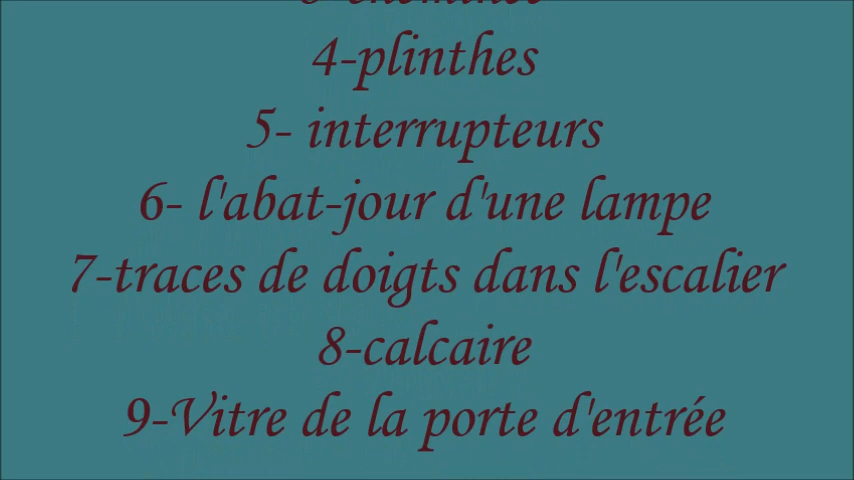 4-plinthes
5- interrupteurs
6- l'abat-jour d'une lampe
7-traces de doigts dans l'escalier
8-calcaire
9-Vitre de la porte d'entrée